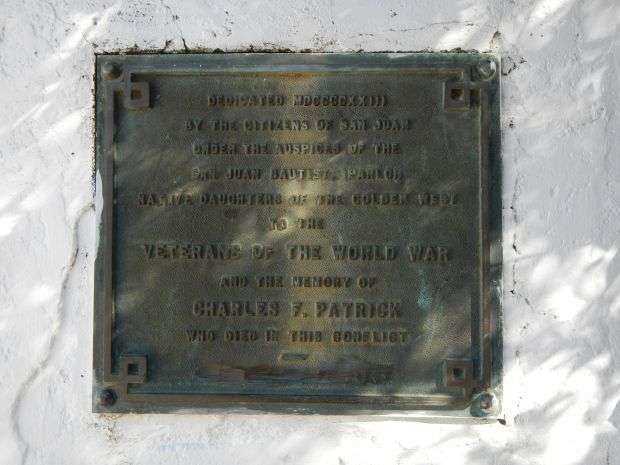 DEDICATED MDCCCCXXIII
BY THE CITIZENS OF SAN JUAN
UNDER THE AUSPICES OF THE
SAN JUAN BAUTISTA PARLOR
NATIVE DAUGHTERS OF THE GOLDEN WEST
TO THE
VETERANS OF THE WORLD WAR
AND THE MEMORY OF
CHARLES F. PATRICK
WHO DIED IN THIS CONFLICT